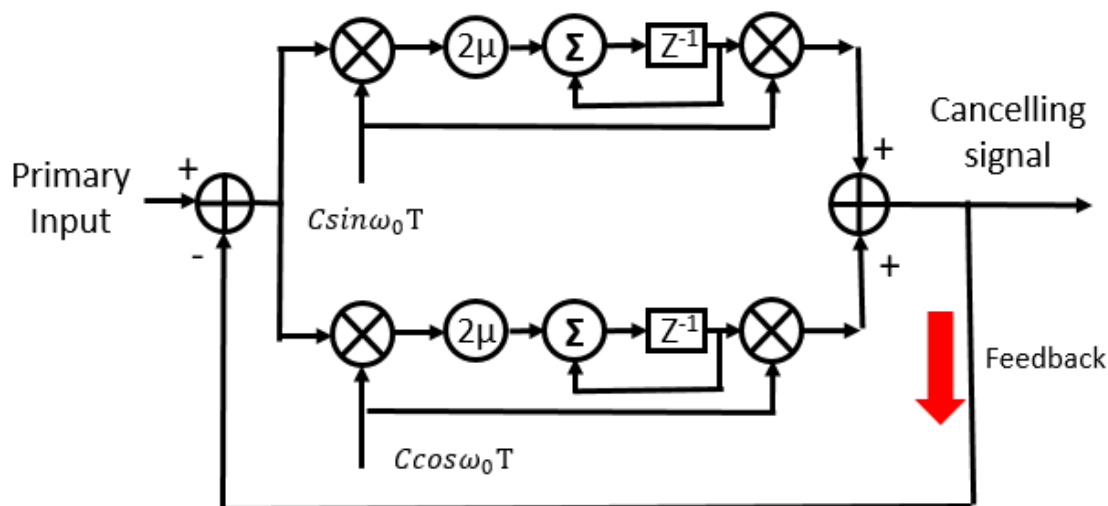 2μ
Σ
Z⁻¹
Cancelling
signal
+
+
Primary
Input
-
Csinω₀T
+
2μ
Σ
Z⁻¹
Feedback
Ccosω₀T